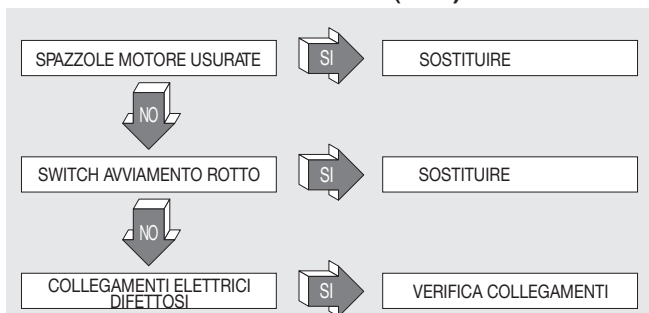 SPAZZOLE MOTORE USURATE
SI
SOSTITUIRE
NO
SWITCH AVVIAMENTO ROTTO
SI
SOSTITUIRE
NO
COLLEGAMENTI ELETTRICI
DIFETTOSI
SI
VERIFICA COLLEGAMENTI